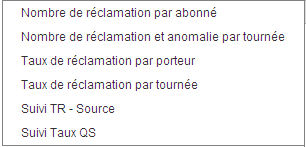 Nombre de réclamation par abonné
Nombre de réclamation et anomalie par tournée
Taux de réclamation par porteur
Taux de réclamation par tournée
Suivi TR - Source
Suivi Taux QS